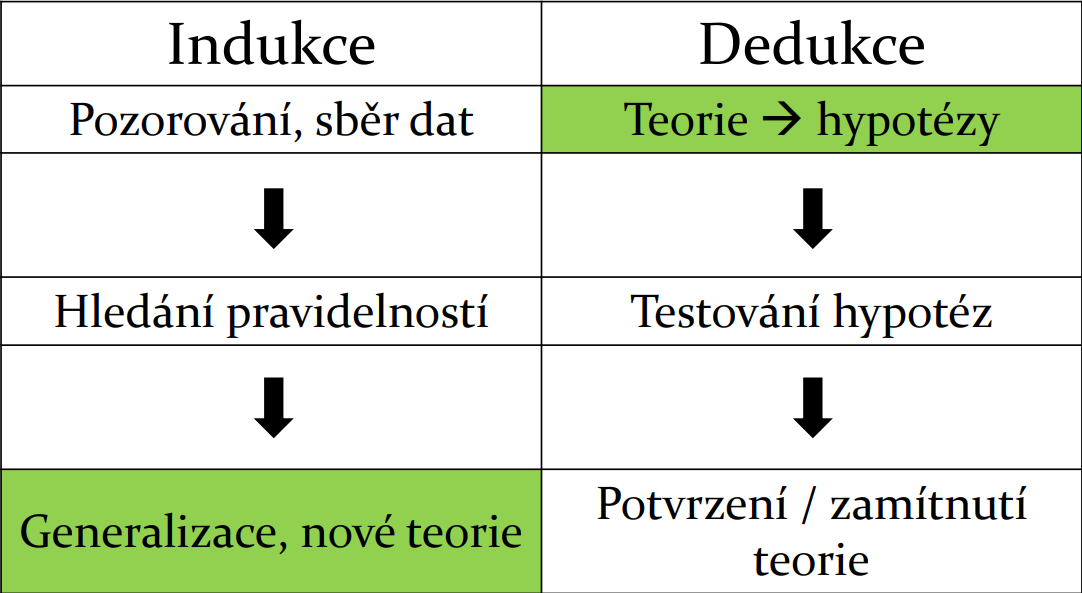 Indukce
Dedukce
Pozorování, sběr dat
Teorie → hypotézy
Hledání pravidelností
Testování hypotéz
Generalizace, nové teorie
Potvrzení / zamítnutí
teorie